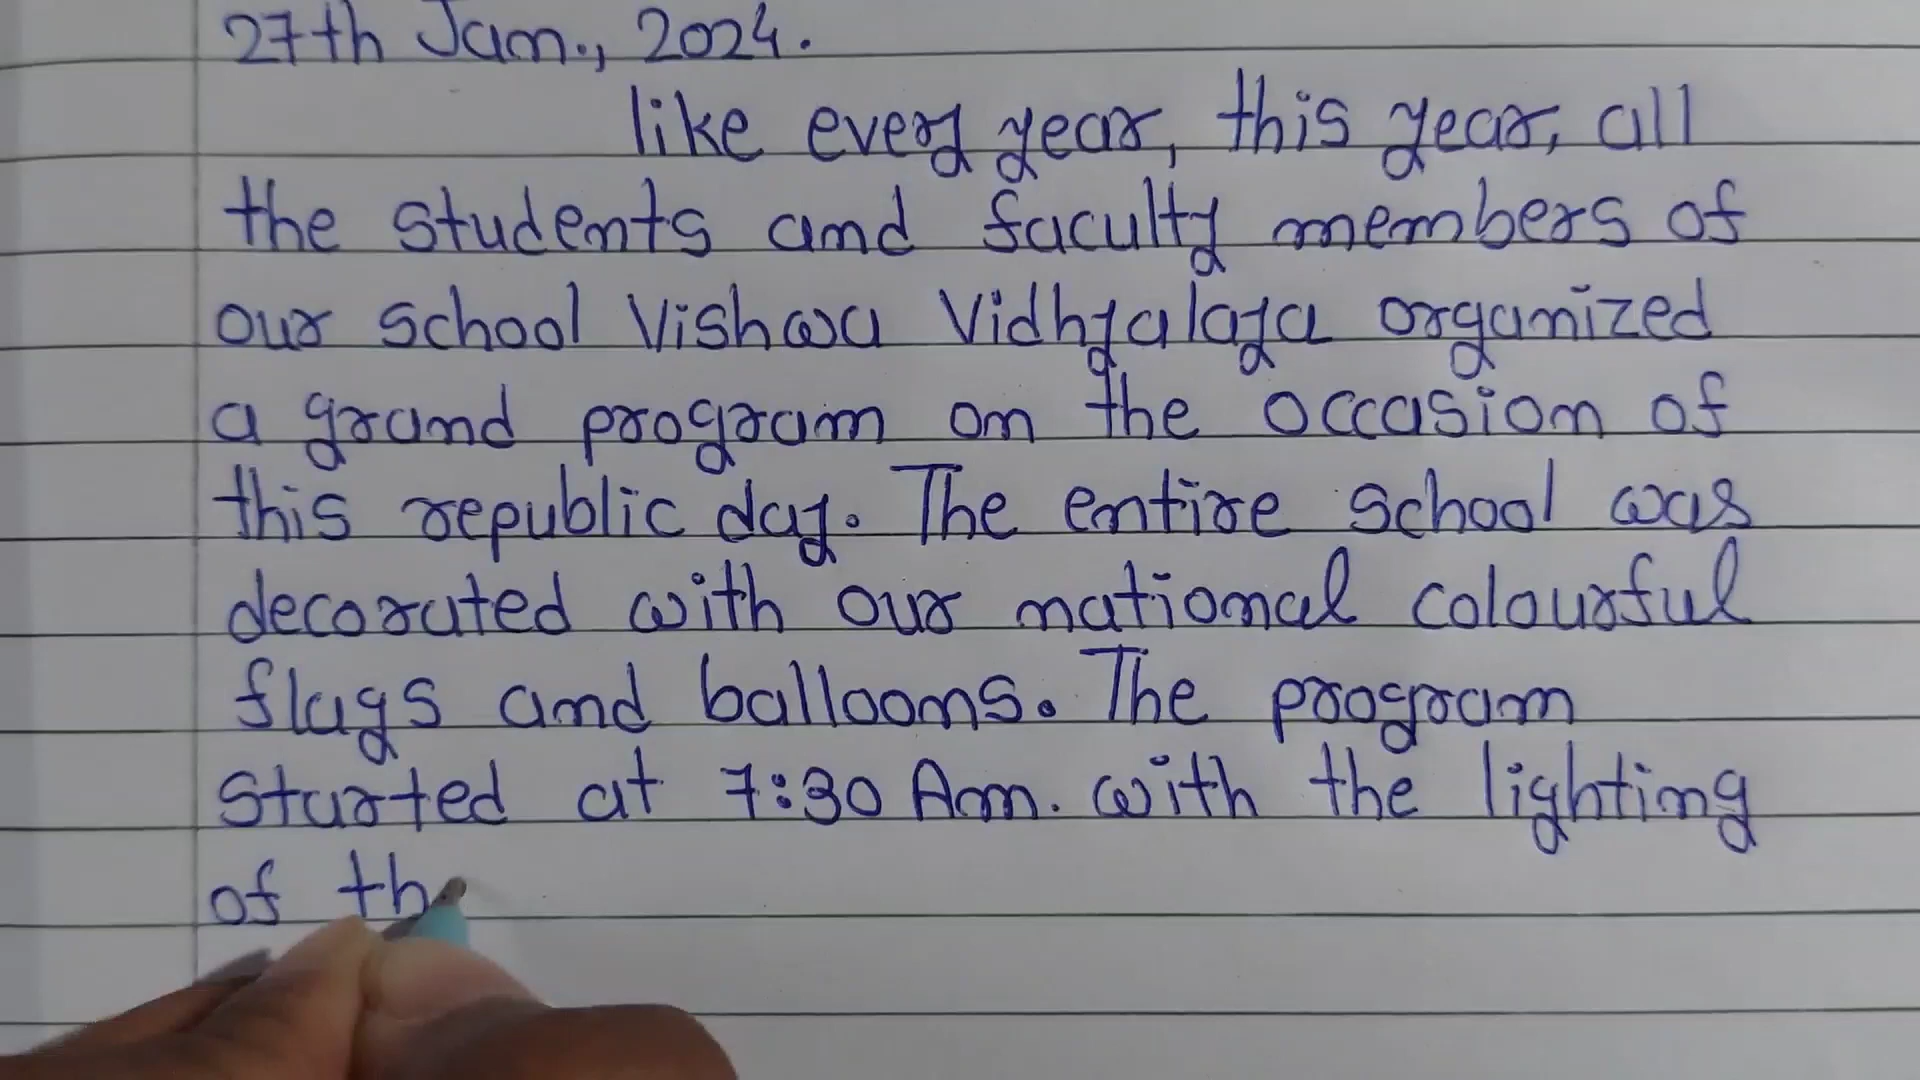 27th Jan., 2024.
like every year, this year, all
the students and faculty members of
our school Vishwa Vidhyalaya organized
a grand program on the occasion of
this republic day. The entire school was
decorated with our national colourful
flags and balloons. The program
started at 7:30 Am. with the lighting
of th